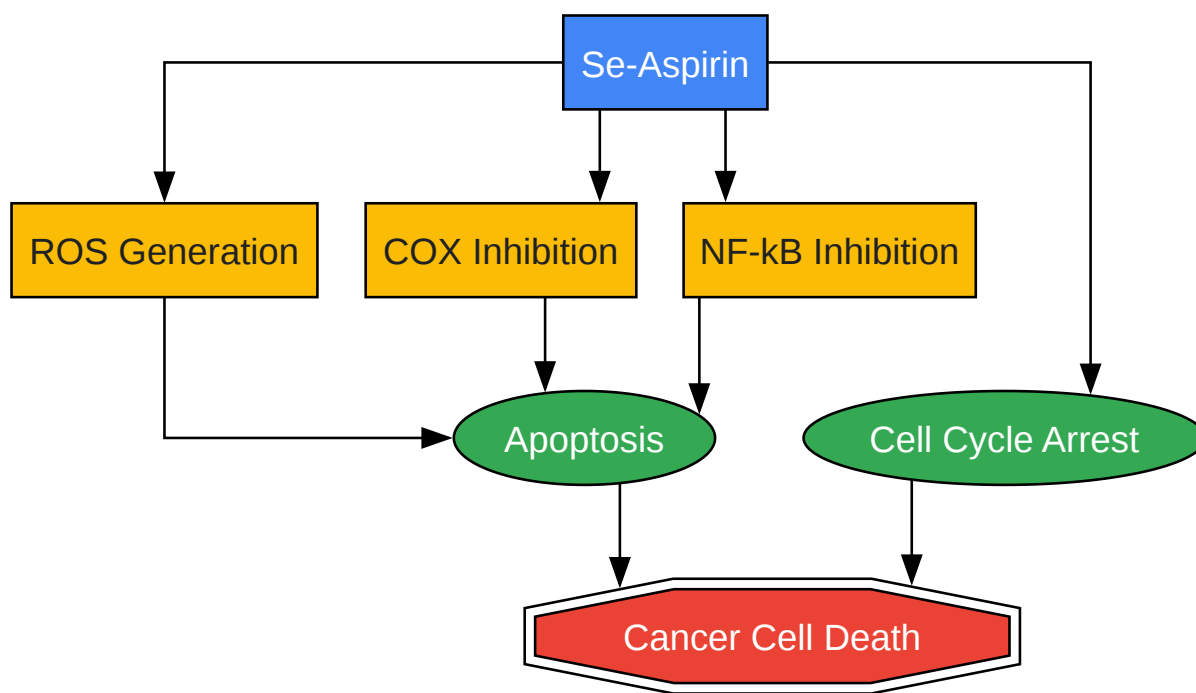 Se-Aspirin
ROS Generation
COX Inhibition
NF-kB Inhibition
Apoptosis
Cell Cycle Arrest
Cancer Cell Death